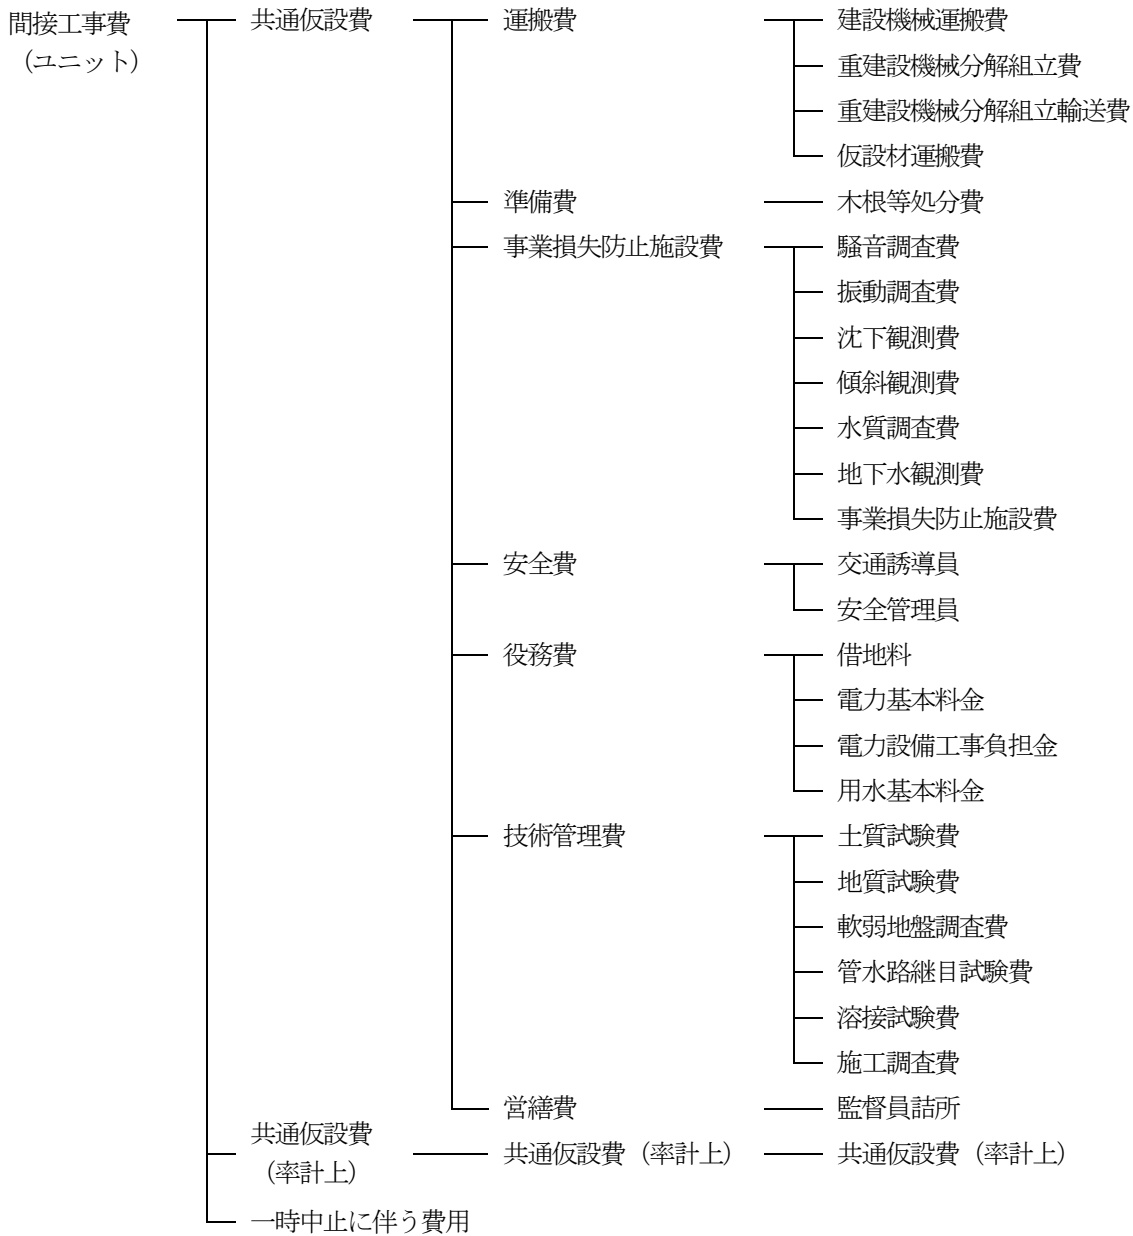 間接工事費
（ユニット）
共通仮設費
運搬費
建設機械運搬費
重建設機械分解組立費
重建設機械分解組立輸送費
仮設材運搬費
準備費
木根等処分費
事業損失防止施設費
騒音調査費
振動調査費
沈下観測費
傾斜観測費
水質調査費
地下水観測費
事業損失防止施設費
安全費
交通誘導員
安全管理員
役務費
借地料
電力基本料金
電力設備工事負担金
用水基本料金
技術管理費
土質試験費
地質試験費
軟弱地盤調査費
管水路継目試験費
溶接試験費
施工調査費
営繕費
監督員詰所
共通仮設費
（率計上）
共通仮設費（率計上）
共通仮設費（率計上）
一時中止に伴う費用